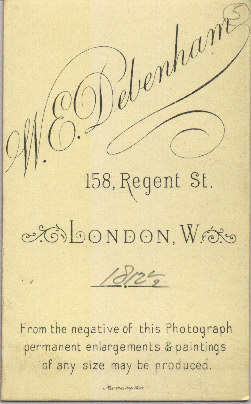 W. E. Debenham
158, Regent St.
LONDON, W.
From the negative of this Photograph
permanent enlargements & paintings
of any size may be produced.